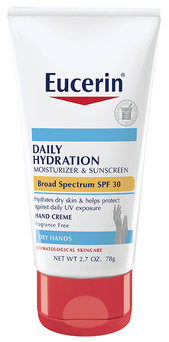 Eucerin®
DAILY
HYDRATION
MOISTURIZER & SUNSCREEN
Broad Spectrum SPF 30
Hydrates dry skin & helps protect
against daily UV exposure
HAND CREME
Fragrance Free
DRY HANDS
DERMATOLOGICAL SKINCARE
NET WT 2.7 OZ. 78g